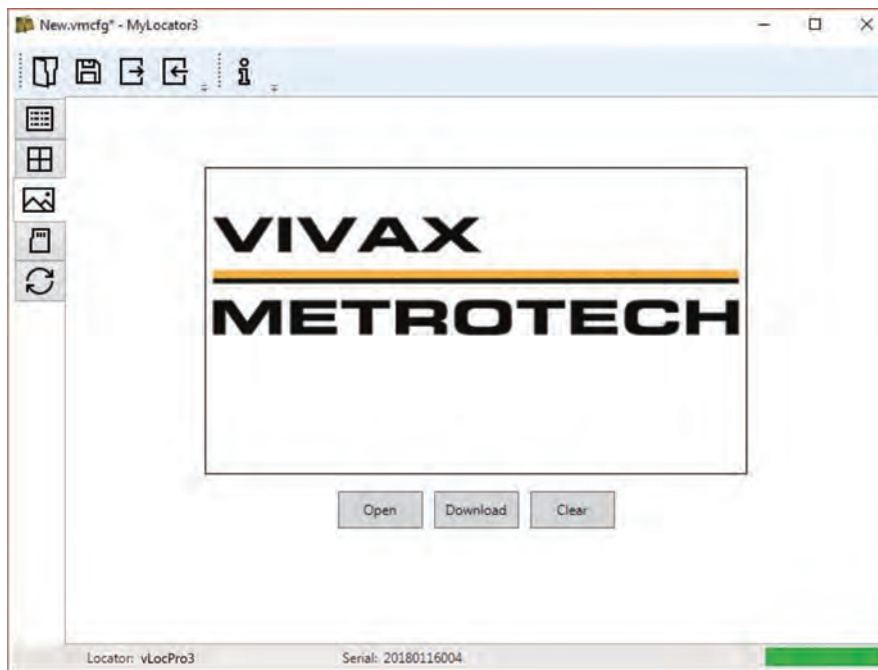 New.vmcfg* - MyLocator3
VIVAX
METROTECH
Open Download Clear
Locator: vLocPro3 Serial: 20180116004